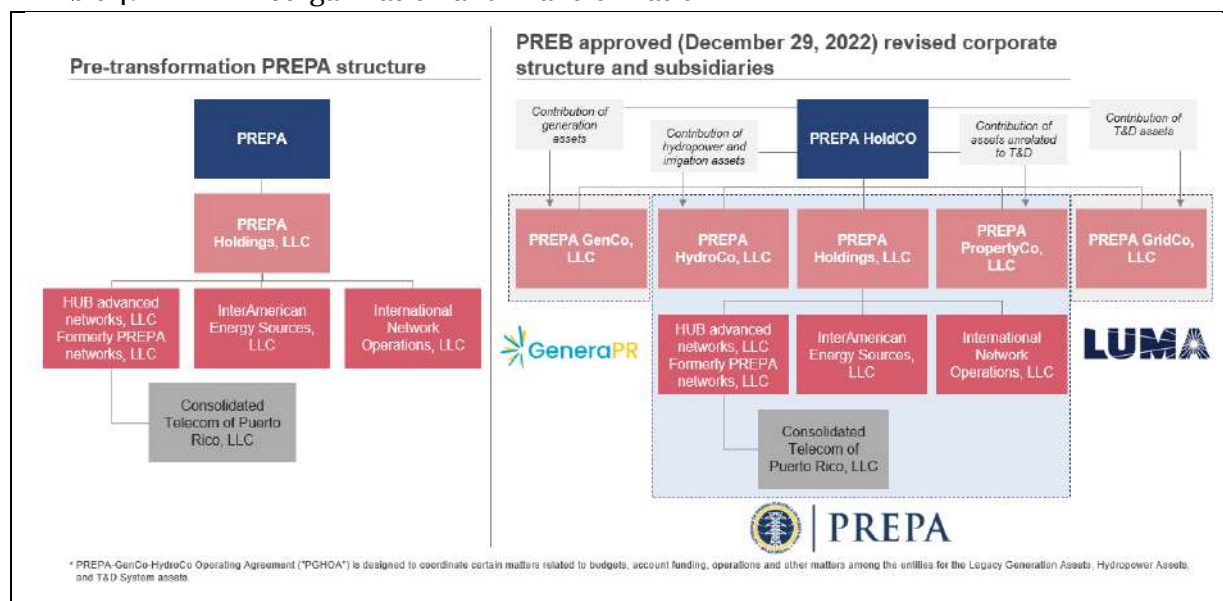 Pre-transformation PREPA structure
PREPA
PREPA
Holdings, LLC
HUB advanced
networks, LLC
Formerly PREPA
networks, LLC
InterAmerican
Energy Sources,
LLC
International
Network
Operations, LLC
Consolidated
Telecom of Puerto
Rico, LLC
PREB approved (December 29, 2022) revised corporate
structure and subsidiaries
Contribution of
generation
assets
Contribution of
hydropower and
irrigation assets
PREPA HoldCO
Contribution of
assets unrelated
to T&D
Contribution of
T&D assets
PREPA GenCo,
LLC
PREPA
HydroCo, LLC
PREPA
Holdings, LLC
PREPA
PropertyCo,
LLC
PREPA GridCo,
LLC
GeneraPR
HUB advanced
networks, LLC
Formerly PREPA
networks, LLC
InterAmerican
Energy Sources,
LLC
International
Network
Operations, LLC
LUMA
Consolidated
Telecom of
Puerto Rico, LLC
PREPA
* PREPA-GenCo-HydroCo Operating Agreement ("PGHOA") is designed to coordinate certain matters related to budgets, account funding, operations and other matters among the entities for the Legacy Generation Assets, Hydropower Assets,
and T&D System assets.